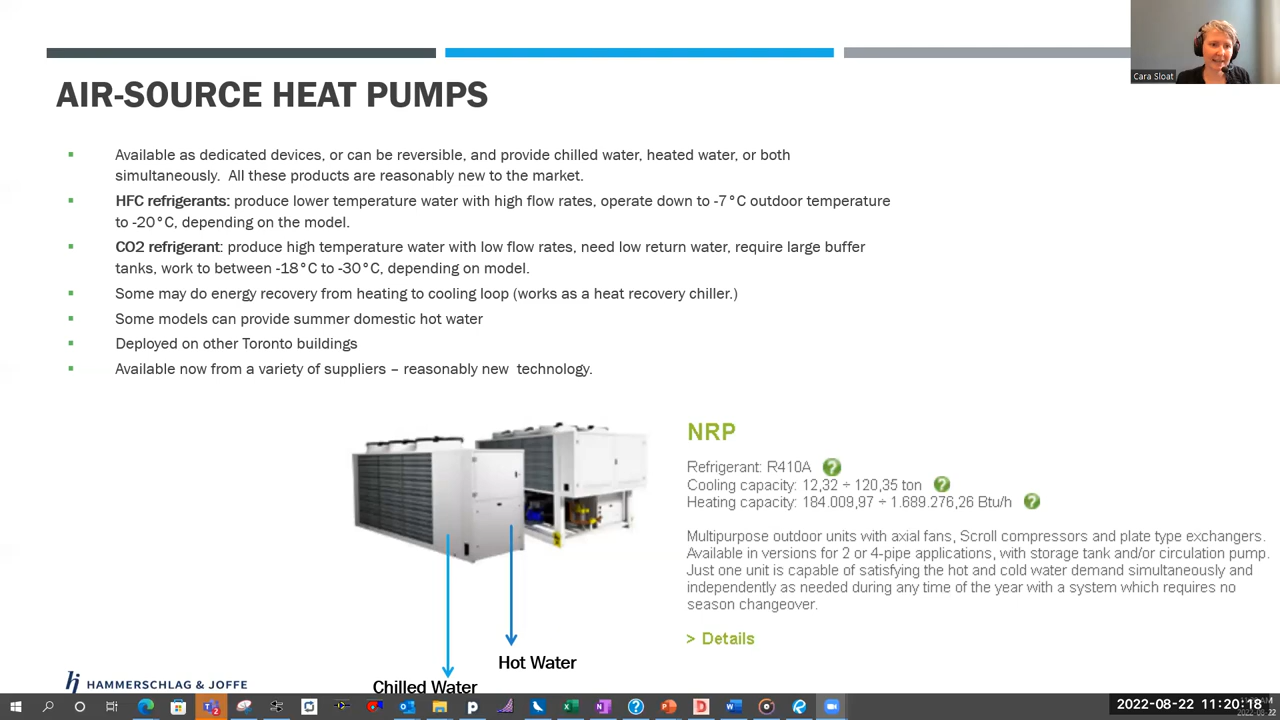 Cara Sloat
AIR-SOURCE HEAT PUMPS
Available as dedicated devices, or can be reversible, and provide chilled water, heated water, or both
simultaneously.  All these products are reasonably new to the market.
HFC refrigerants: produce lower temperature water with high flow rates, operate down to -7°C outdoor temperature
to -20°C, depending on the model.
CO2 refrigerant: produce high temperature water with low flow rates, need low return water, require large buffer
tanks, work to between -18°C to -30°C, depending on model.
Some may do energy recovery from heating to cooling loop (works as a heat recovery chiller.)
Some models can provide summer domestic hot water
Deployed on other Toronto buildings
Available now from a variety of suppliers – reasonably new  technology.
NRP
Refrigerant: R410A
Cooling capacity: 12,32 ÷ 120,35 ton
Heating capacity: 184.009,97 ÷ 1.689.276,26 Btu/h
Multipurpose outdoor units with axial fans, Scroll compressors and plate type exchangers.
Available in versions for 2 or 4-pipe applications, with storage tank and/or circulation pump.
Just one unit is capable of satisfying the hot and cold water demand simultaneously and
independently as needed during any time of the year with a system which requires no
season changeover.
> Details
Hot Water
Chilled Water
hj HAMMERSCHLAG & JOFFE
2022-08-22 11:20:18